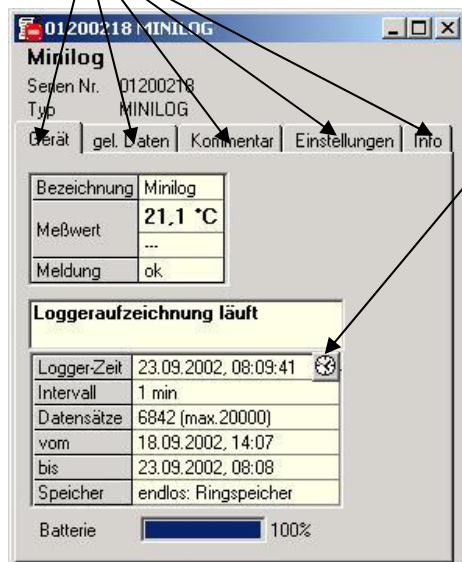 01200218 MINILOG
Minilog
Serien Nr. 01200218
Typ MINILOG
Gerät gel. Daten Kommentar Einstellungen Info
Bezeichnung Minilog
Meßwert 21,1 °C
---
Meldung ok
Loggeraufzeichnung läuft
Logger-Zeit 23.09.2002, 08:09:41
Intervall 1 min
Datensätze 6842 (max.20000)
vom 18.09.2002, 14:07
bis 23.09.2002, 08:08
Speicher endlos: Ringspeicher
Batterie 100%